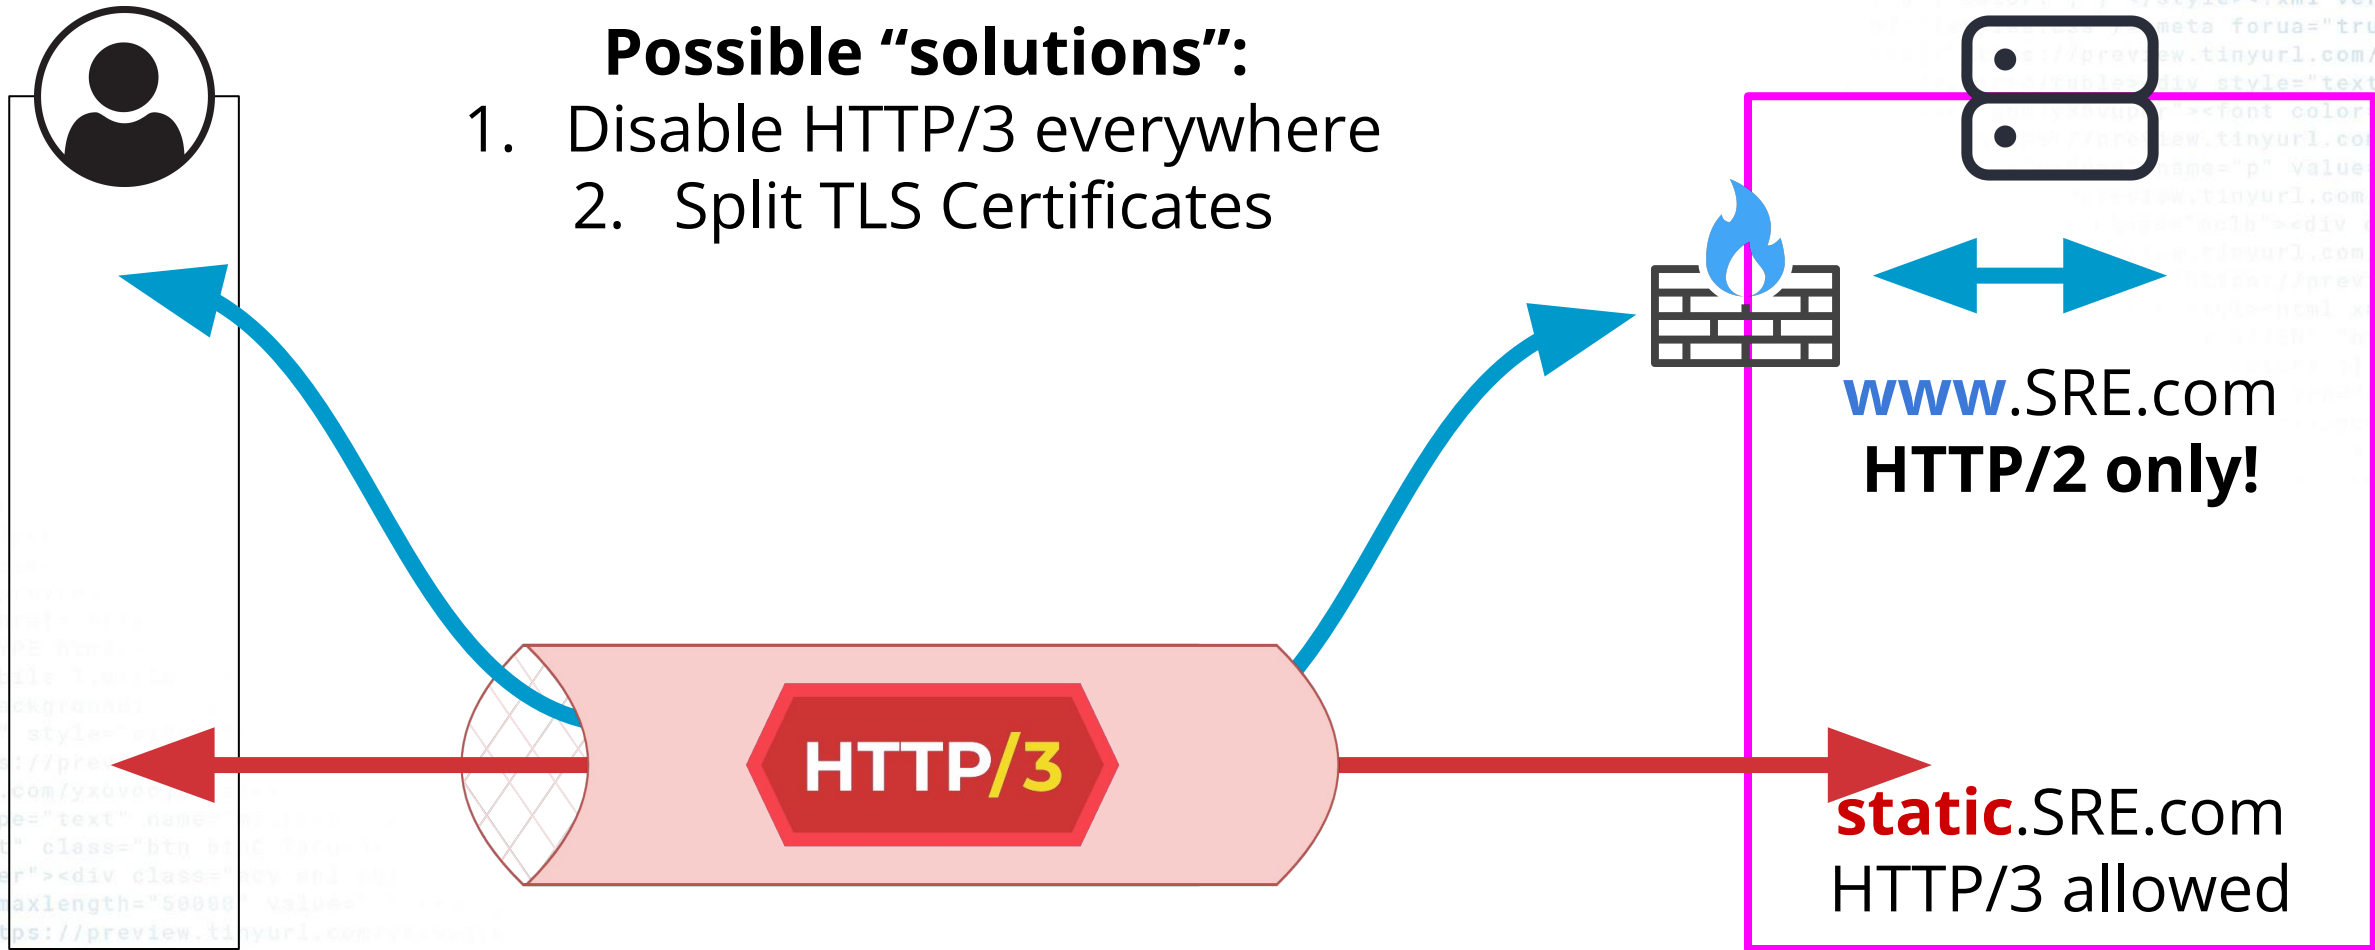 Possible “solutions”:
1. Disable HTTP/3 everywhere
2. Split TLS Certificates
www.SRE.com
HTTP/2 only!
HTTP/3
static.SRE.com
HTTP/3 allowed